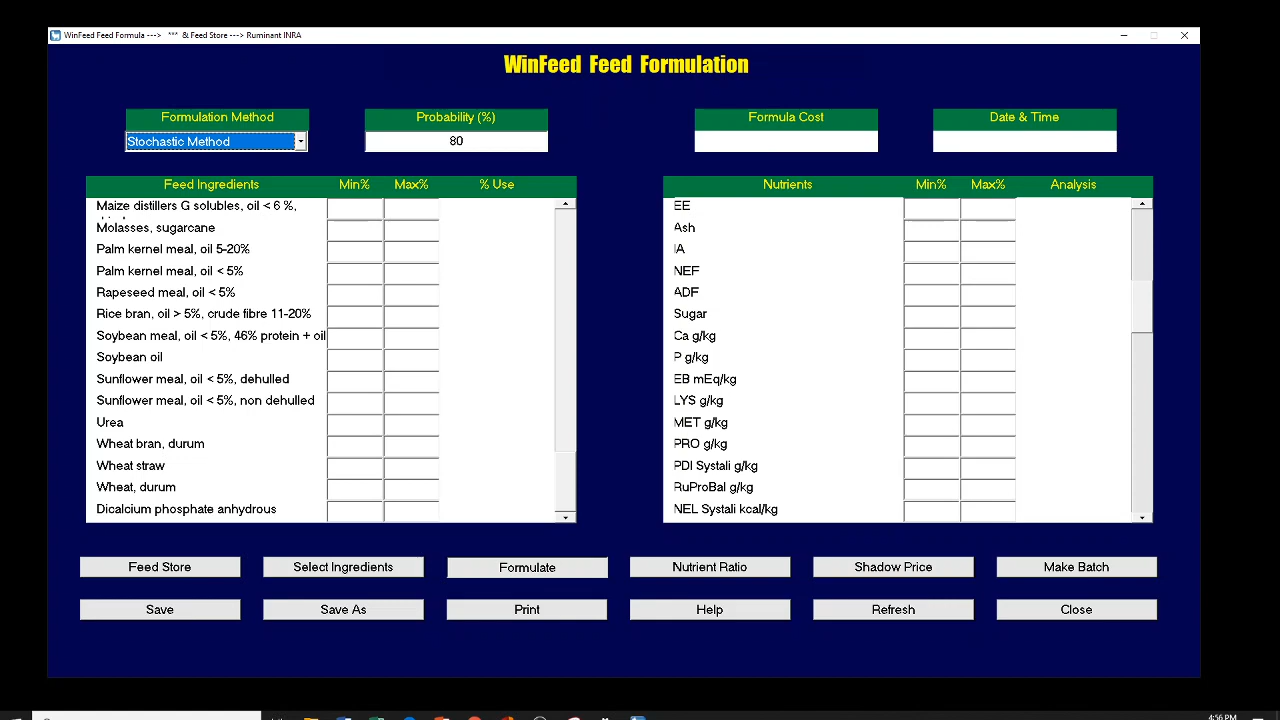 WinFeed Feed Formula ---> *** & Feed Store ---> Ruminant INRA
WinFeed Feed Formulation
Formulation Method
Probability (%)
Formula Cost
Date & Time
Stochastic Method
80
Feed Ingredients Min% Max% % Use
Nutrients Min% Max% Analysis
Maize distillers G solubles, oil < 6 %,
Molasses, sugarcane
Palm kernel meal, oil 5-20%
Palm kernel meal, oil < 5%
Rapeseed meal, oil < 5%
Rice bran, oil > 5%, crude fibre 11-20%
Soybean meal, oil < 5%, 46% protein + oil
Soybean oil
Sunflower meal, oil < 5%, dehulled
Sunflower meal, oil < 5%, non dehulled
Urea
Wheat bran, durum
Wheat straw
Wheat, durum
Dicalcium phosphate anhydrous
EE
Ash
IA
NEF
ADF
Sugar
Ca g/kg
P g/kg
EB mEq/kg
LYS g/kg
MET g/kg
PRO g/kg
PDI Systali g/kg
RuProBal g/kg
NEL Systali kcal/kg
Feed Store
Select Ingredients
Formulate
Nutrient Ratio
Shadow Price
Make Batch
Save
Save As
Print
Help
Refresh
Close
4:56 PM